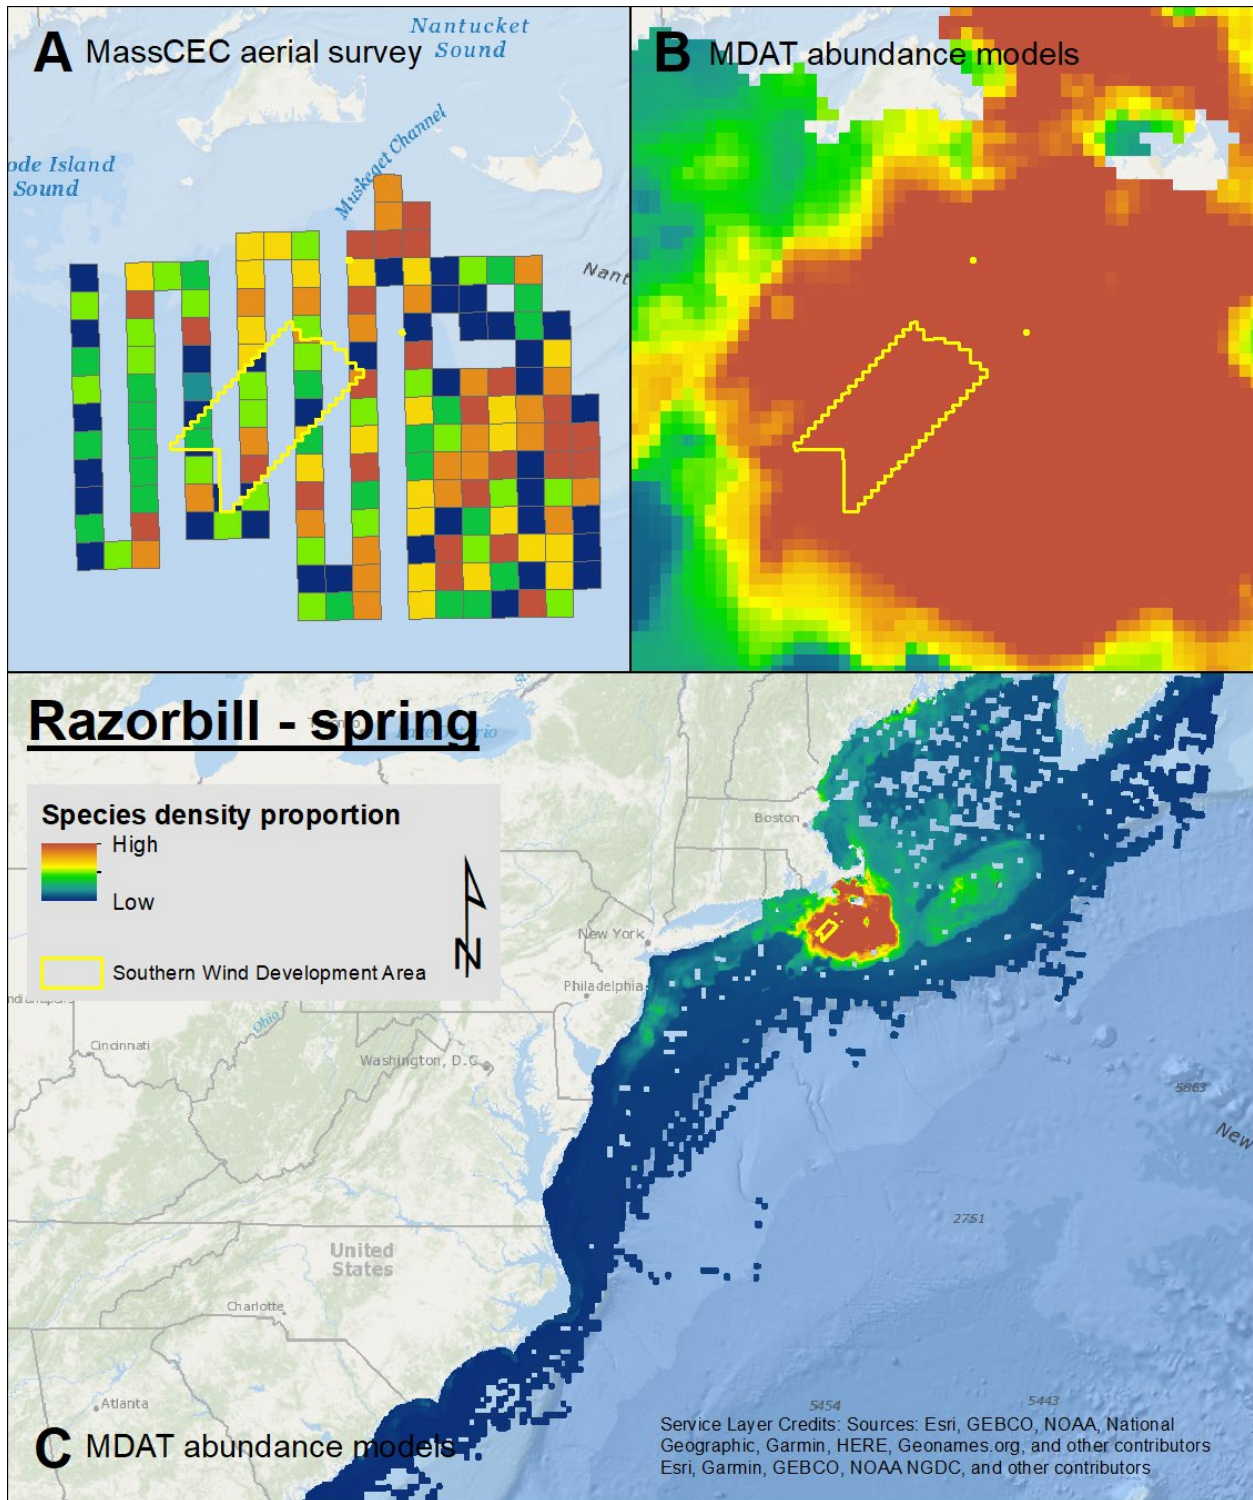 Nantucket
Sound
A MassCEC aerial survey
B MDAT abundance models
Muskeget Channel
ode Island
Sound
Nant
Razorbill - spring
Lake Ontario
Species density proportion
High
Low
Southern Wind Development Area
N
Boston
New York
Philadelphia
Ohio
Cincinnati
Washington, D.C.
5863
New
2751
United
States
Charlotte
Atlanta
5443
5454
C MDAT abundance models
Service Layer Credits: Sources: Esri, GEBCO, NOAA, National
Geographic, Garmin, HERE, Geonames.org, and other contributors
Esri, Garmin, GEBCO, NOAA NGDC, and other contributors